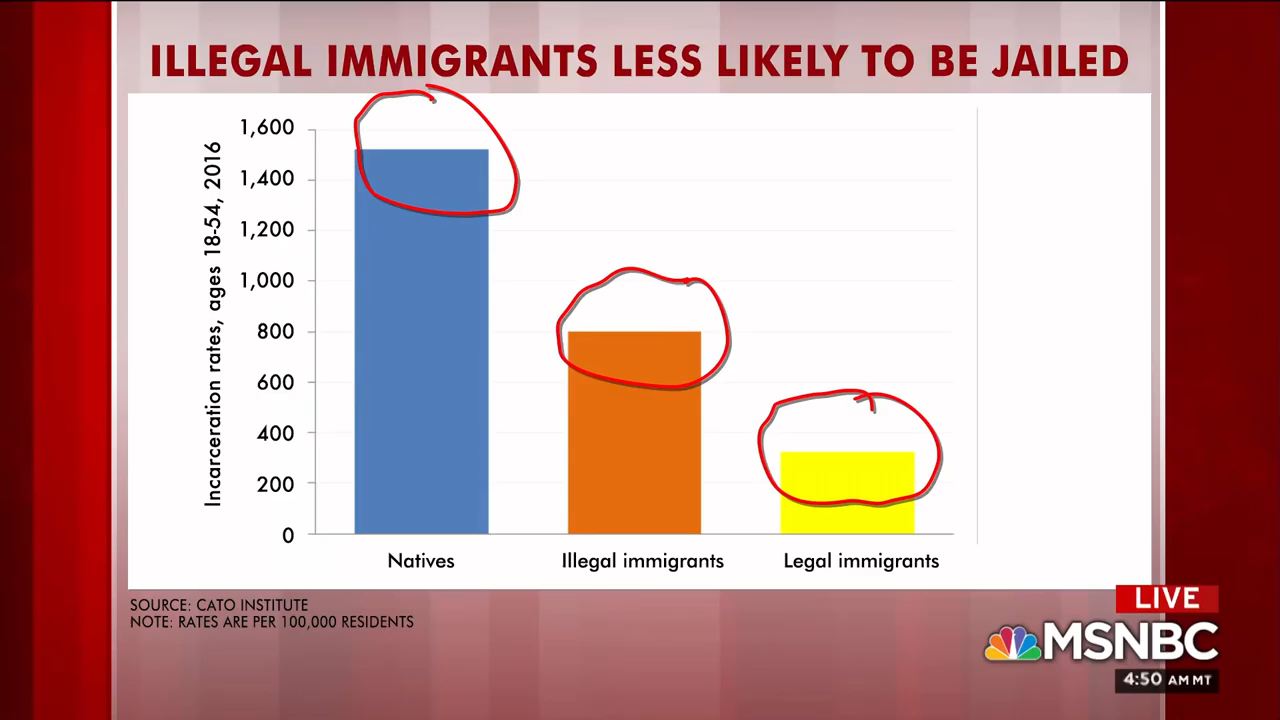 ILLEGAL IMMIGRANTS LESS LIKELY TO BE JAILED
Incarceration rates, ages 18-54, 2016
1,600
1,400
1,200
1,000
800
600
400
200
0
Natives
Illegal immigrants
Legal immigrants
SOURCE: CATO INSTITUTE
NOTE: RATES ARE PER 100,000 RESIDENTS
LIVE
MSNBC
4:50 AM MT